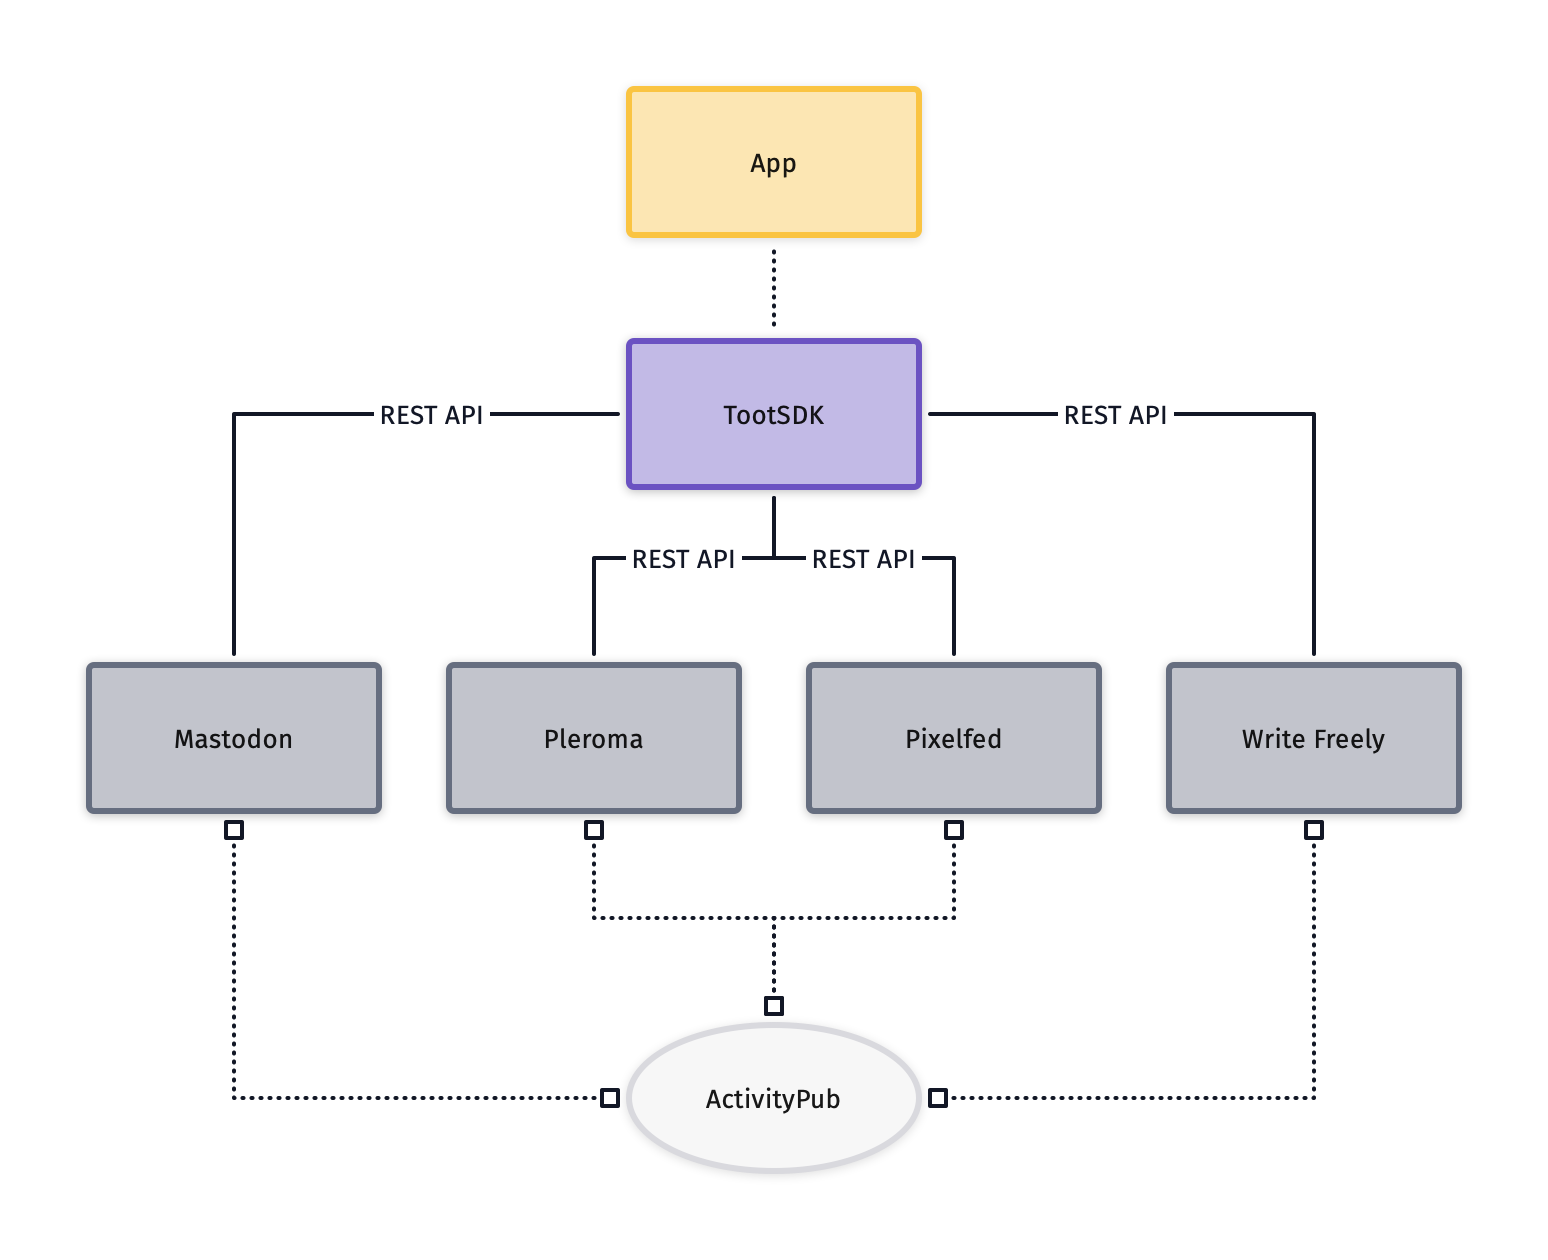 App
TootSDK
REST API
REST API
REST API
REST API
Mastodon
Pleroma
Pixelfed
Write Freely
ActivityPub